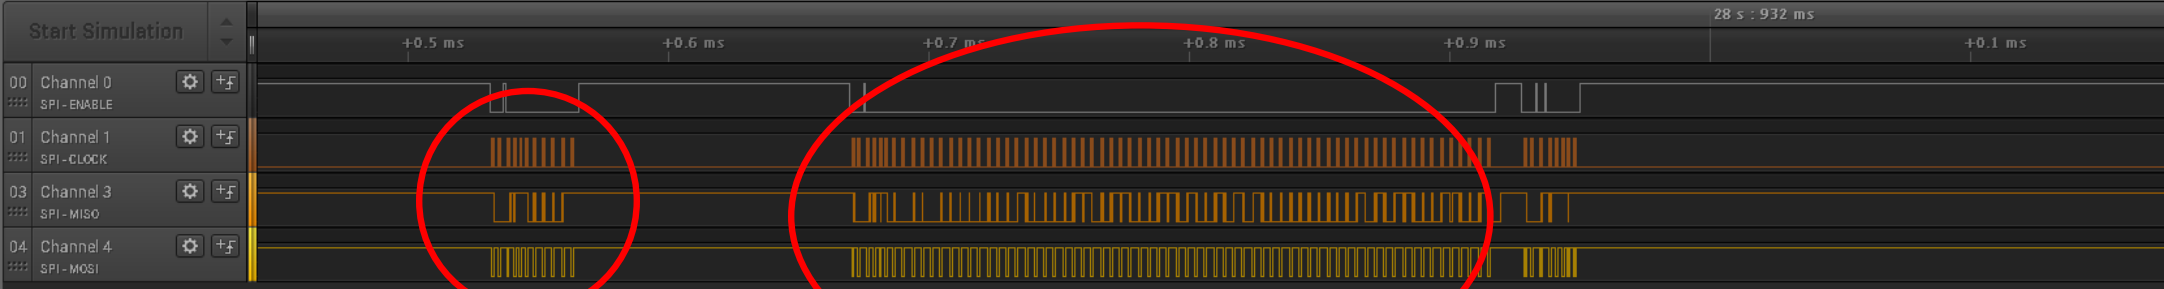 Start Simulation
28 s : 932 ms
+0.5 ms
+0.6 ms
+0.7 ms
+0.8 ms
+0.9 ms
+0.1 ms
00 Channel 0
SPI - ENABLE
01 Channel 1
SPI - CLOCK
03 Channel 3
SPI - MISO
04 Channel 4
SPI - MOSI